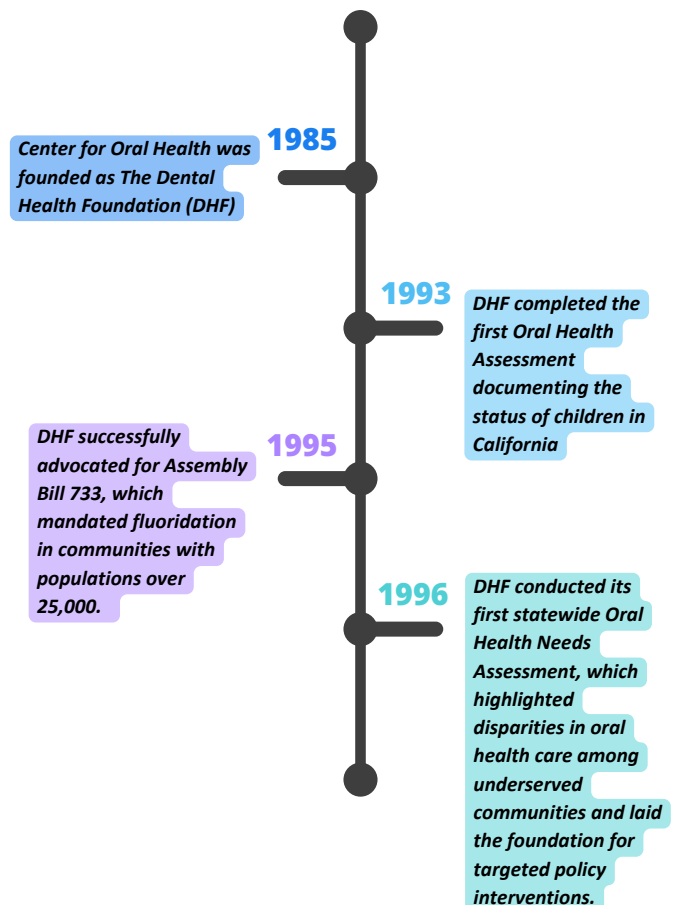 1985
Center for Oral Health was
founded as The Dental
Health Foundation (DHF)
1993
DHF completed the
first Oral Health
Assessment
documenting the
status of children in
California
1995
DHF successfully
advocated for Assembly
Bill 733, which
mandated fluoridation
in communities with
populations over
25,000.
1996
DHF conducted its
first statewide Oral
Health Needs
Assessment, which
highlighted
disparities in oral
health care among
underserved
communities and laid
the foundation for
targeted policy
interventions.